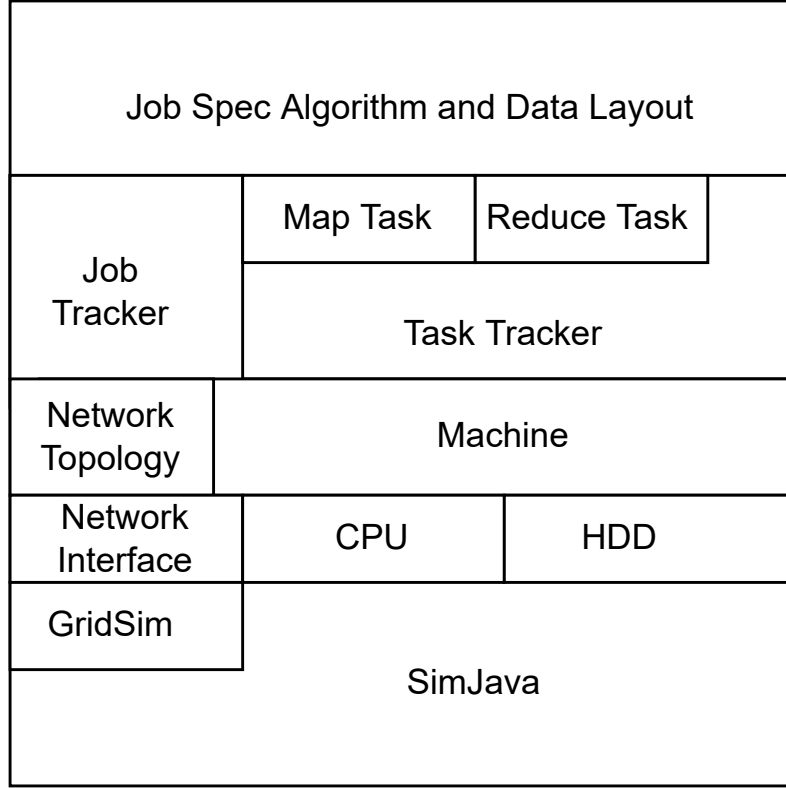 Job Spec Algorithm and Data Layout
Map Task
Reduce Task
Job
Tracker
Task Tracker
Network
Topology
Machine
Network
Interface
CPU
HDD
GridSim
SimJava